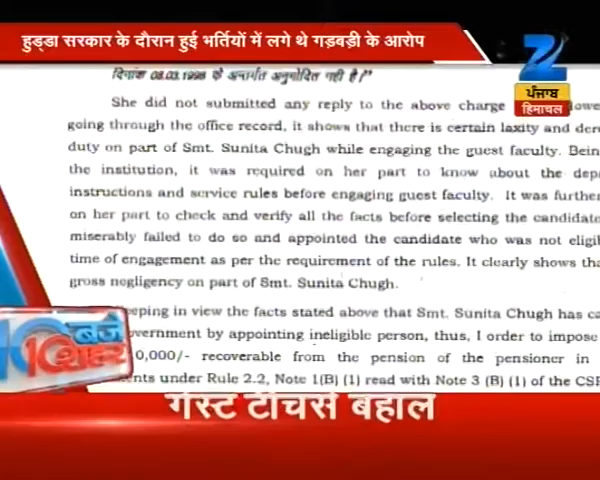 हुड्डा सरकार के दौरान हुई भर्तियों में लगे थे गड़बड़ी के आरोप
Z
पंजाब
हिमाचल
दिनांक 08.03.1998 के अन्तर्गत अनुमोदित नही है।"
She did not submitted any reply to the above charge
going through the office record, it shows that there is certain laxity and
duty on part of Smt. Sunita Chugh while engaging the guest faculty.
the institution, it was required on her part to know about the
instructions and service rules before engaging guest faculty. It was further
on her part to check and verify all the facts before selecting the candidate
miserably failed to do so and appointed the candidate who was not
time of engagement as per the requirement of the rules. It clearly shows
gross negligency on part of Smt. Sunita Chugh.
in view the facts stated above that Smt. Sunita Chugh has
by appointing ineligible person, thus, I order to impose
0,000/- recoverable from the pension of the pensioner in
under Rule 2.2, Note 1(B) (1) read with Note 3 (B) (1) of the
10 बजे
10 शहर
गेस्ट टीचर्स बहाल